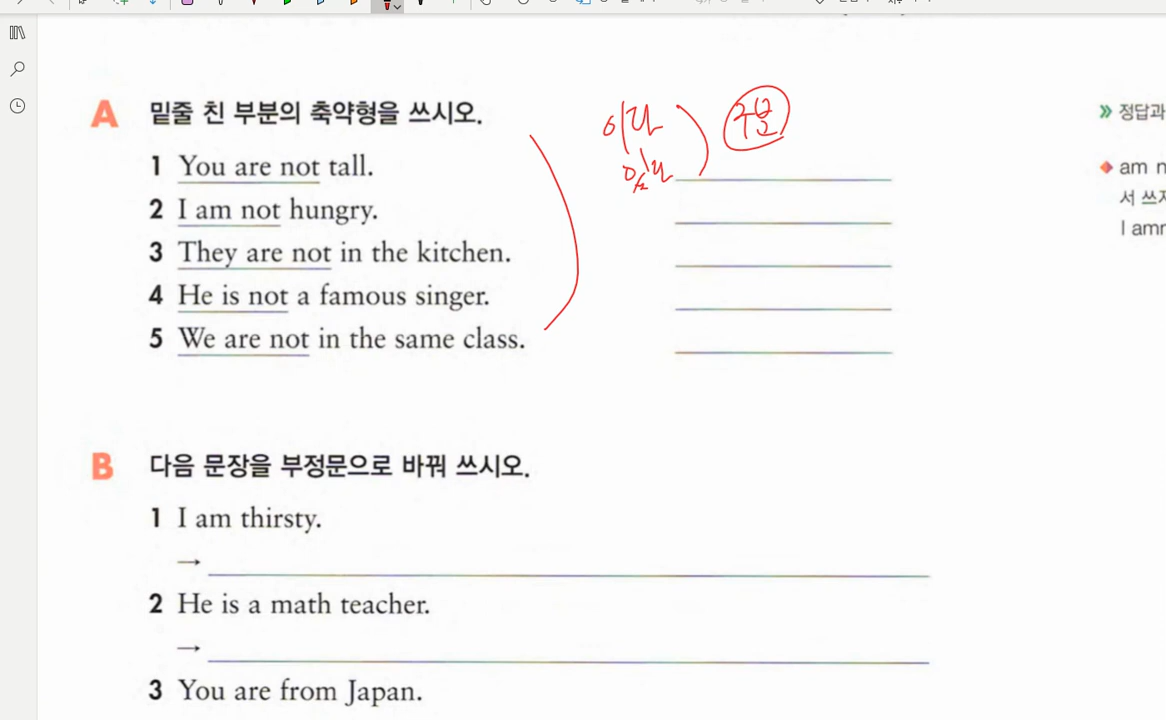 A 밑줄 친 부분의 축약형을 쓰시오.
1 You are not tall.
2 I am not hungry.
3 They are not in the kitchen.
4 He is not a famous singer.
5 We are not in the same class.
이다
있다
》 정답과
◆ am n
서 쓰지
I amn
B 다음 문장을 부정문으로 바꿔 쓰시오.
1 I am thirsty.
→
2 He is a math teacher.
→
3 You are from Japan.